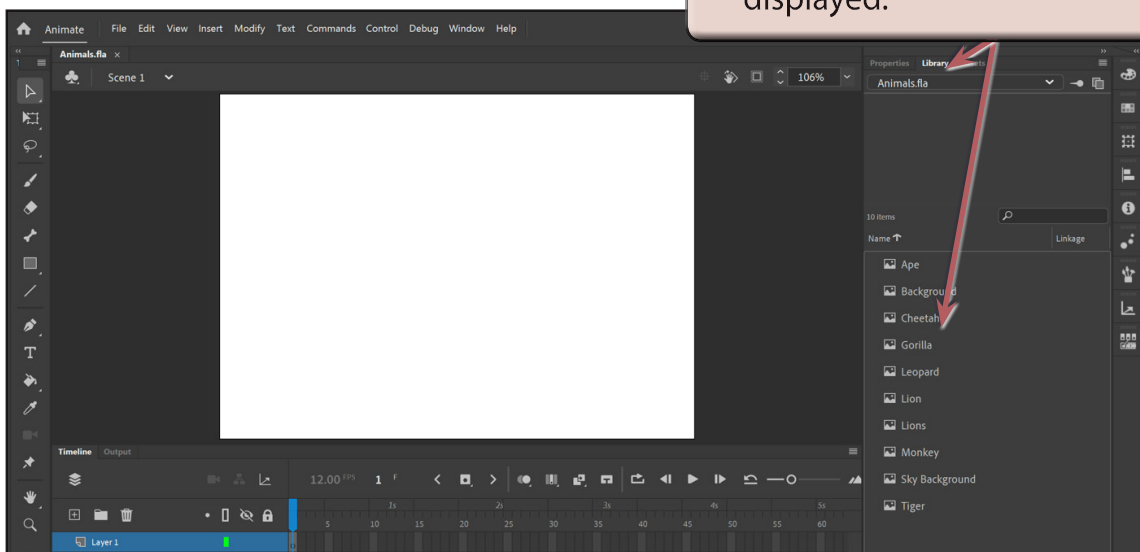 displayed.
Animate File Edit View Insert Modify Text Commands Control Debug Window Help
Animals.fla ×
Scene 1
106%
Properties Library
Animals.fla
10 items
Name Linkage
Ape
Background
Cheetah
Gorilla
Leopard
Lion
Lions
Monkey
Sky Background
Tiger
Timeline Output
12.00 FPS 1 F
1s 2s 3s 4s 5s
5 10 15 20 25 30 35 40 45 50 55 60
Layer 1